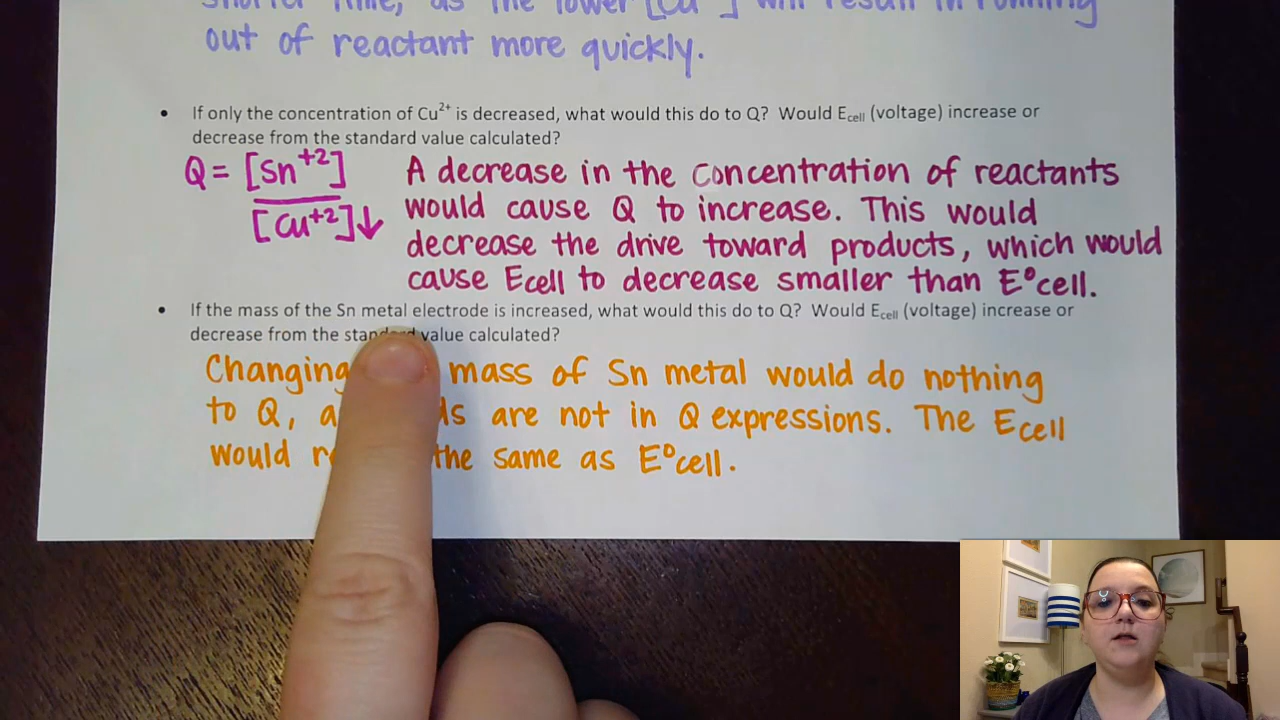 out of reactant more quickly.
• If only the concentration of Cu²⁺ is decreased, what would this do to Q? Would Ecell (voltage) increase or
decrease from the standard value calculated?
Q = [Sn⁺²] / [Cu⁺²]↓
A decrease in the concentration of reactants
would cause Q to increase. This would
decrease the drive toward products, which would
cause Ecell to decrease smaller than E°cell.
• If the mass of the Sn metal electrode is increased, what would this do to Q? Would Ecell (voltage) increase or
decrease from the value calculated?
Changing mass of Sn metal would do nothing
to Q, are not in Q expressions. The Ecell
would the same as E°cell.